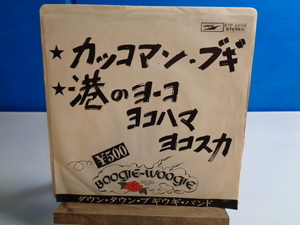 STEREO
★カッコマン・ブギ
★港のヨーコ
ヨコハマ
ヨコスカ
¥500
BOOGIE-WOOGIE
ダウン・タウン・ブギウギ・バンド